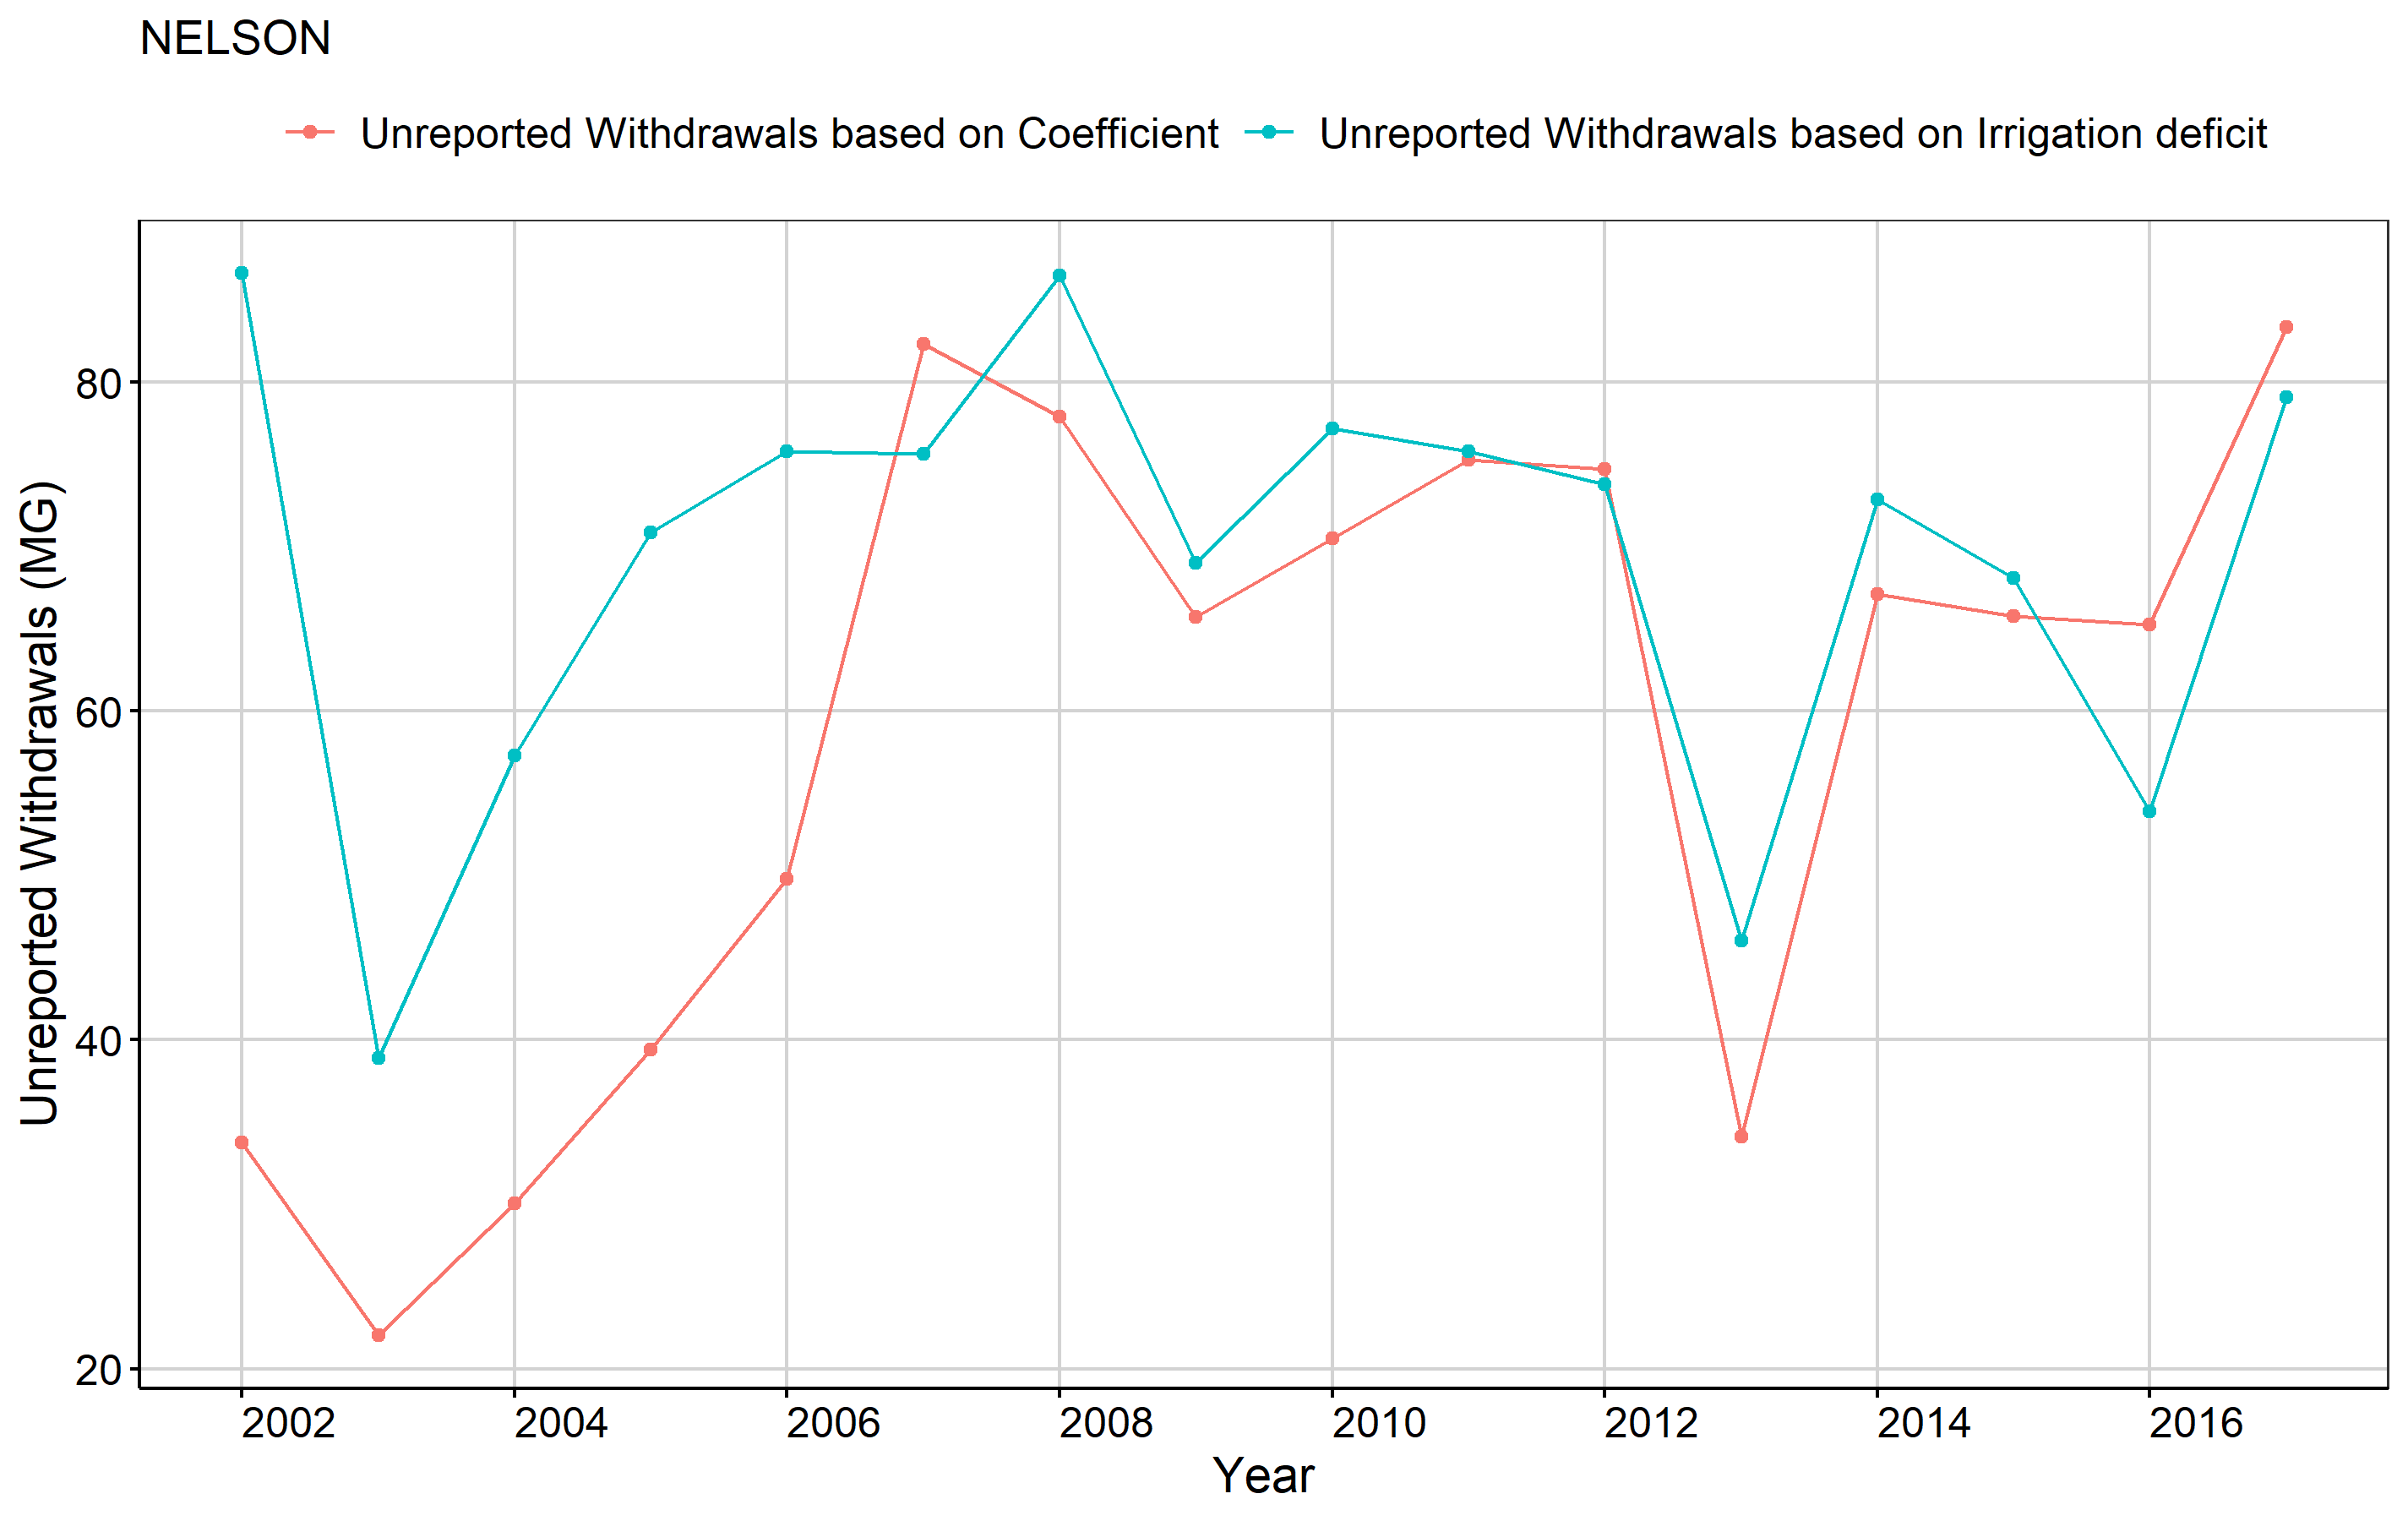 NELSON
Unreported Withdrawals based on Coefficient Unreported Withdrawals based on Irrigation deficit
Unreported Withdrawals (MG)
80
60
40
20
2002 2004 2006 2008 2010 2012 2014 2016
Year